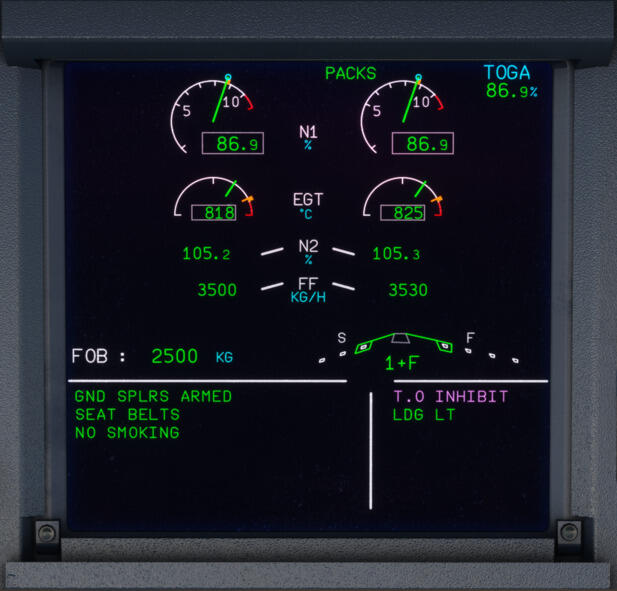 PACKS TOGA
86.9%
5 10 5 10
86.9 N1 % 86.9
818 EGT °C 825
105.2 N2 % 105.3
3500 FF KG/H 3530
S F
FOB : 2500 KG 1+F
GND SPLRS ARMED
SEAT BELTS
NO SMOKING
T.O INHIBIT
LDG LT